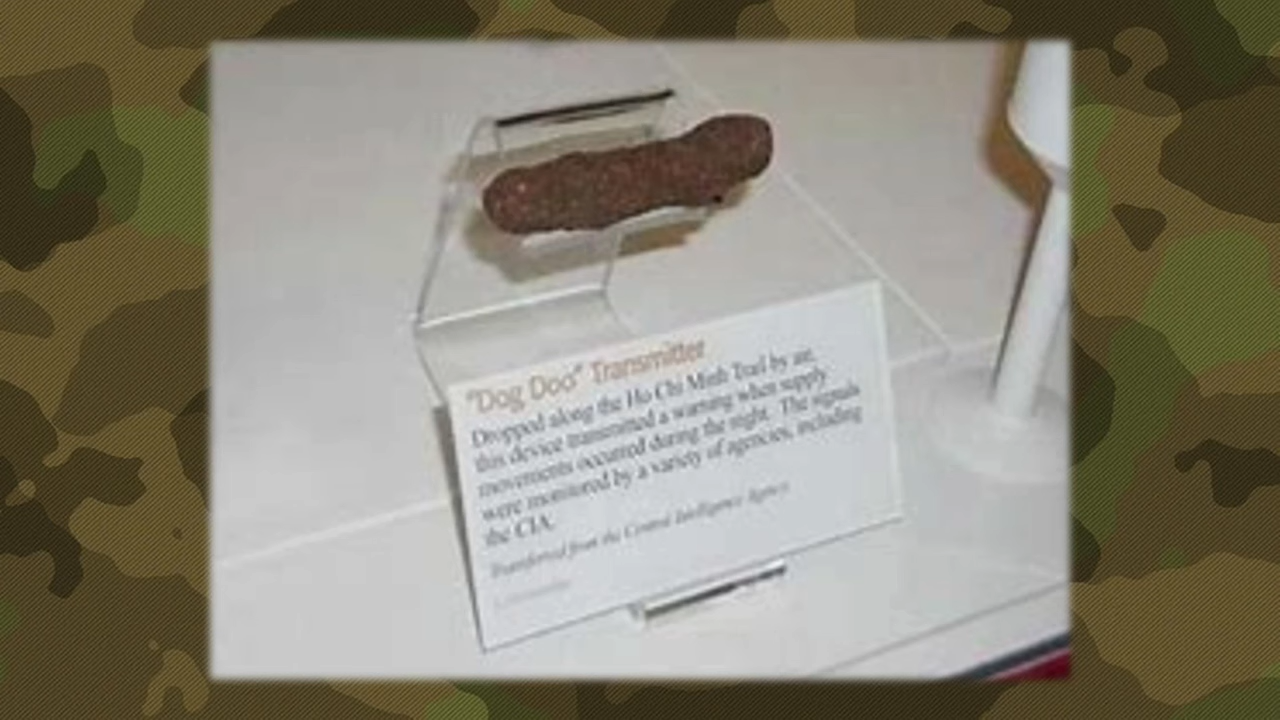 "Dog Doo" Transmitter
Dropped along the Ho Chi Minh Trail by air,
this device transmitted a warning when supply
movements occurred during the night. The signals
were monitored by a variety of agencies, including
the CIA.
Transferred from the Central Intelligence Agency